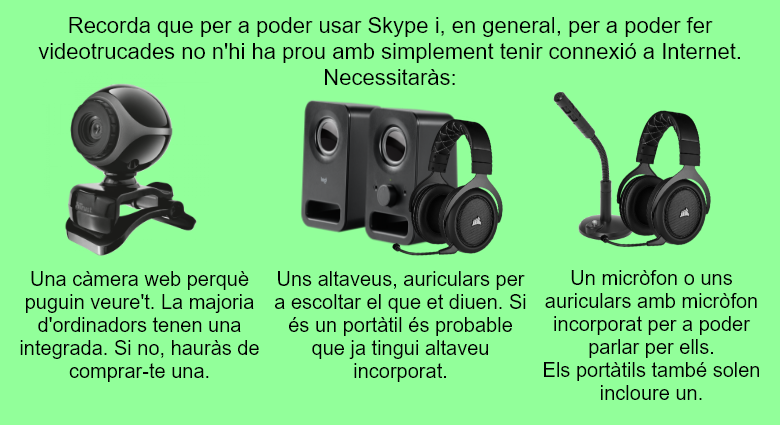 Recorda que per a poder usar Skype i, en general, per a poder fer
videotrucades no n'hi ha prou amb simplement tenir connexió a Internet.
Necessitaràs:
Una càmera web perquè
puguin veure't. La majoria
d'ordinadors tenen una
integrada. Si no, hauràs de
comprar-te una.
Uns altaveus, auriculars per
a escoltar el que et diuen. Si
és un portàtil és probable
que ja tingui altaveu
incorporat.
Un micròfon o uns
auriculars amb micròfon
incorporat per a poder
parlar per ells.
Els portàtils també solen
incloure un.